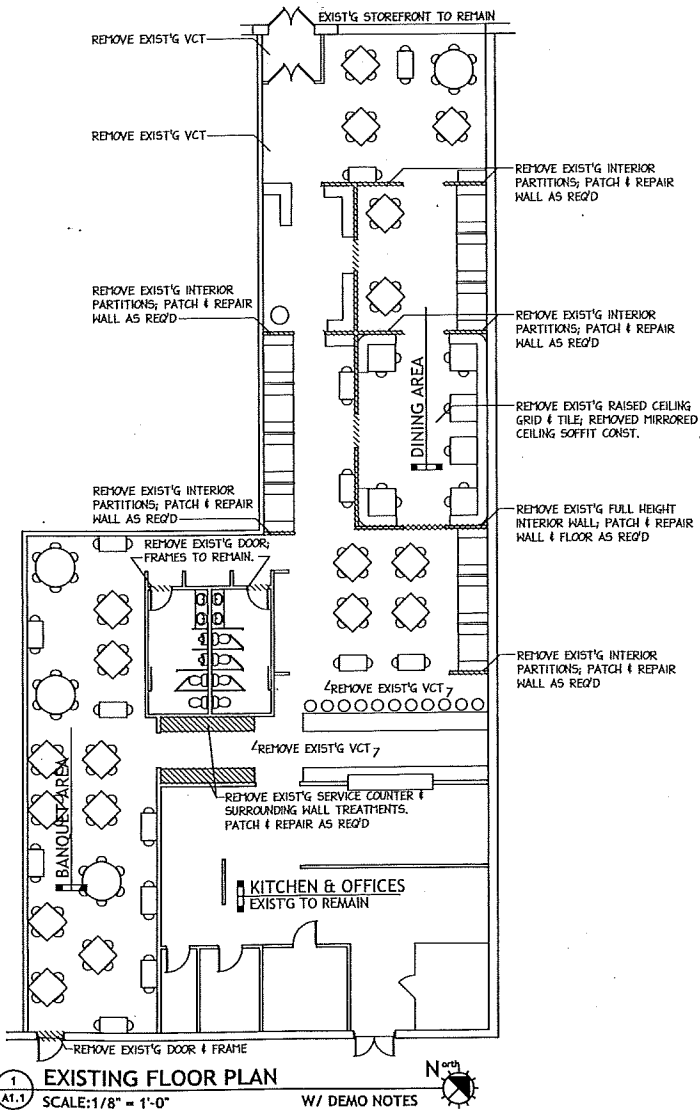 EXIST'G STOREFRONT TO REMAIN
REMOVE EXIST'G VCT
REMOVE EXIST'G VCT
REMOVE EXIST'G INTERIOR
PARTITIONS; PATCH & REPAIR
WALL AS REQ'D
REMOVE EXIST'G INTERIOR
PARTITIONS; PATCH & REPAIR
WALL AS REQ'D
REMOVE EXIST'G INTERIOR
PARTITIONS; PATCH & REPAIR
WALL AS REQ'D
DINING AREA
REMOVE EXIST'G RAISED CEILING
GRID & TILE; REMOVED MIRRORED
CEILING SOFFIT CONST.
REMOVE EXIST'G INTERIOR
PARTITIONS; PATCH & REPAIR
WALL AS REQ'D
REMOVE EXIST'G FULL HEIGHT
INTERIOR WALL; PATCH & REPAIR
WALL & FLOOR AS REQ'D
REMOVE EXIST'G DOOR;
FRAMES TO REMAIN.
REMOVE EXIST'G INTERIOR
PARTITIONS; PATCH & REPAIR
WALL AS REQ'D
REMOVE EXIST'G VCT
REMOVE EXIST'G VCT
REMOVE EXIST'G SERVICE COUNTER &
SURROUNDING WALL TREATMENTS.
PATCH & REPAIR AS REQ'D
BANQUET AREA
KITCHEN & OFFICES
EXIST'G TO REMAIN
REMOVE EXIST'G DOOR & FRAME
1
A1.1
EXISTING FLOOR PLAN
SCALE:1/8" = 1'-0"
W/ DEMO NOTES
North